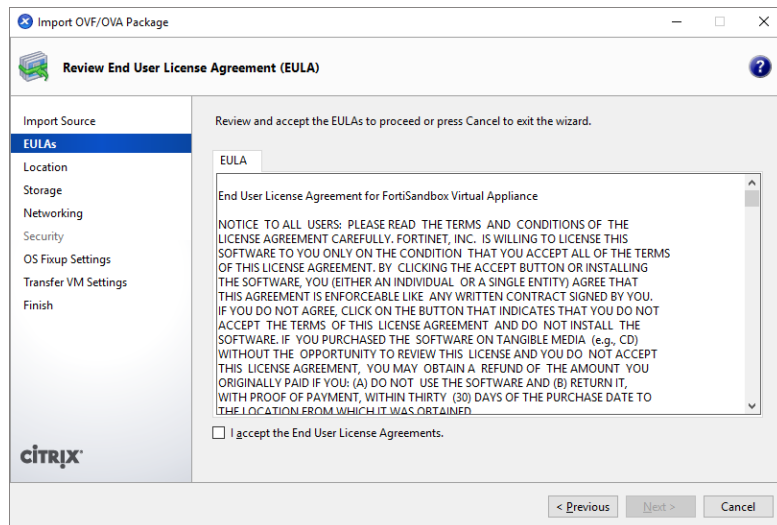 Import OVF/OVA Package
Review End User License Agreement (EULA)
?
Import Source
EULAs
Location
Storage
Networking
Security
OS Fixup Settings
Transfer VM Settings
Finish
CITRIX
Review and accept the EULAs to proceed or press Cancel to exit the wizard.
EULA
End User License Agreement for FortiSandbox Virtual Appliance
NOTICE TO ALL USERS: PLEASE READ THE TERMS AND CONDITIONS OF THE
LICENSE AGREEMENT CAREFULLY. FORTINET, INC. IS WILLING TO LICENSE THIS
SOFTWARE TO YOU ONLY ON THE CONDITION THAT YOU ACCEPT ALL OF THE TERMS
OF THIS LICENSE AGREEMENT. BY CLICKING THE ACCEPT BUTTON OR INSTALLING
THE SOFTWARE, YOU (EITHER AN INDIVIDUAL OR A SINGLE ENTITY) AGREE THAT
THIS AGREEMENT IS ENFORCEABLE LIKE ANY WRITTEN CONTRACT SIGNED BY YOU.
IF YOU DO NOT AGREE, CLICK ON THE BUTTON THAT INDICATES THAT YOU DO NOT
ACCEPT THE TERMS OF THIS LICENSE AGREEMENT AND DO NOT INSTALL THE
SOFTWARE. IF YOU PURCHASED THE SOFTWARE ON TANGIBLE MEDIA (e.g., CD)
WITHOUT THE OPPORTUNITY TO REVIEW THIS LICENSE AND YOU DO NOT ACCEPT
THIS LICENSE AGREEMENT, YOU MAY OBTAIN A REFUND OF THE AMOUNT YOU
ORIGINALLY PAID IF YOU: (A) DO NOT USE THE SOFTWARE AND (B) RETURN IT,
WITH PROOF OF PAYMENT, WITHIN THIRTY (30) DAYS OF THE PURCHASE DATE TO
THE LOCATION FROM WHICH IT WAS OBTAINED
I accept the End User License Agreements.
< Previous
Next >
Cancel